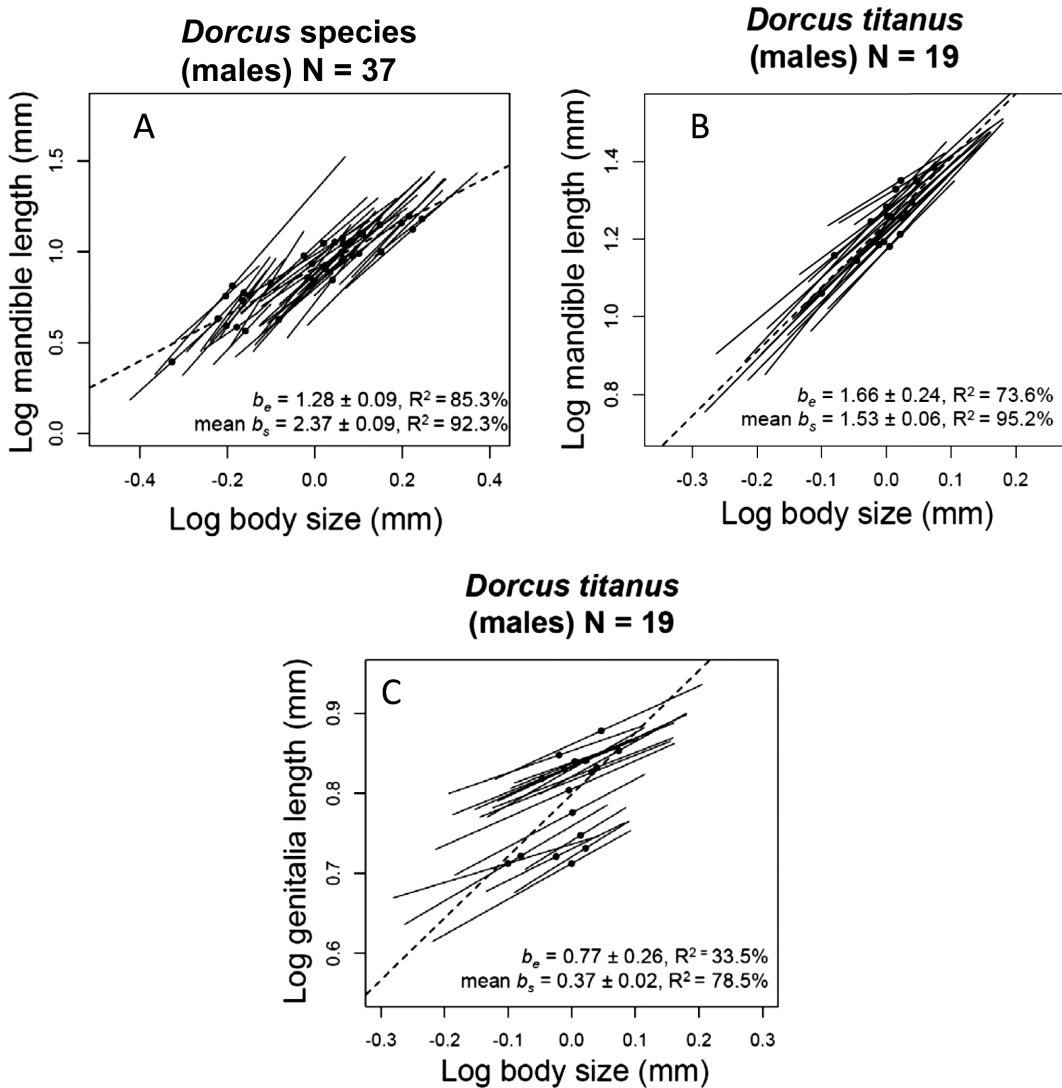 Dorcus species
(males) N = 37
A
Log mandible length (mm)
1.5
1.0
0.5
0.0
b_e = 1.28 ± 0.09, R² = 85.3%
mean b_s = 2.37 ± 0.09, R² = 92.3%
-0.4 -0.2 0.0 0.2 0.4
Log body size (mm)
Dorcus titanus
(males) N = 19
B
Log mandible length (mm)
1.4
1.2
1.0
0.8
b_e = 1.66 ± 0.24, R² = 73.6%
mean b_s = 1.53 ± 0.06, R² = 95.2%
-0.3 -0.2 -0.1 0.0 0.1 0.2
Log body size (mm)
Dorcus titanus
(males) N = 19
C
Log genitalia length (mm)
0.9
0.8
0.7
0.6
b_e = 0.77 ± 0.26, R² = 33.5%
mean b_s = 0.37 ± 0.02, R² = 78.5%
-0.3 -0.2 -0.1 0.0 0.1 0.2 0.3
Log body size (mm)